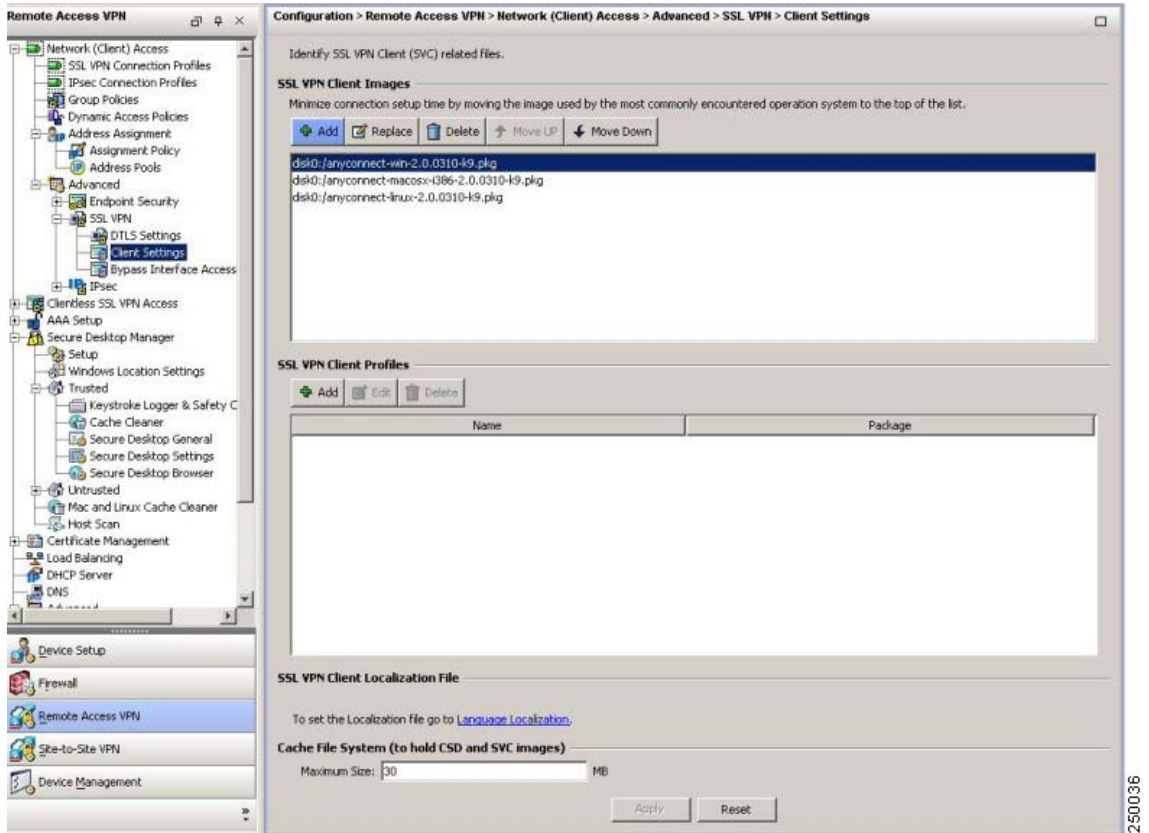 Remote Access VPN
Network (Client) Access
SSL VPN Connection Profiles
IPsec Connection Profiles
Group Policies
Dynamic Access Policies
Address Assignment
Assignment Policy
Address Pools
Advanced
Endpoint Security
SSL VPN
DTLS Settings
Client Settings
Bypass Interface Access
IPsec
Clientless SSL VPN Access
AAA Setup
Secure Desktop Manager
Setup
Windows Location Settings
Trusted
Keystroke Logger & Safety C
Cache Cleaner
Secure Desktop General
Secure Desktop Settings
Secure Desktop Browser
Untrusted
Mac and Linux Cache Cleaner
Host Scan
Certificate Management
Load Balancing
DHCP Server
DNS
Advanced
Device Setup
Firewall
Remote Access VPN
Site-to-Site VPN
Device Management
Configuration > Remote Access VPN > Network (Client) Access > Advanced > SSL VPN > Client Settings
Identify SSL VPN Client (SVC) related files.
SSL VPN Client Images
Minimize connection setup time by moving the image used by the most commonly encountered operation system to the top of the list.
Add Replace Delete Move UP Move Down
disk0:/anyconnect-win-2.0.0310-k9.pkg
disk0:/anyconnect-macosx-i386-2.0.0310-k9.pkg
disk0:/anyconnect-linux-2.0.0310-k9.pkg
SSL VPN Client Profiles
Add Edit Delete
Name Package
SSL VPN Client Localization File
To set the Localization file go to Language Localization.
Cache File System (to hold CSD and SVC images)
Maximum Size: 30 MB
Apply Reset
250036